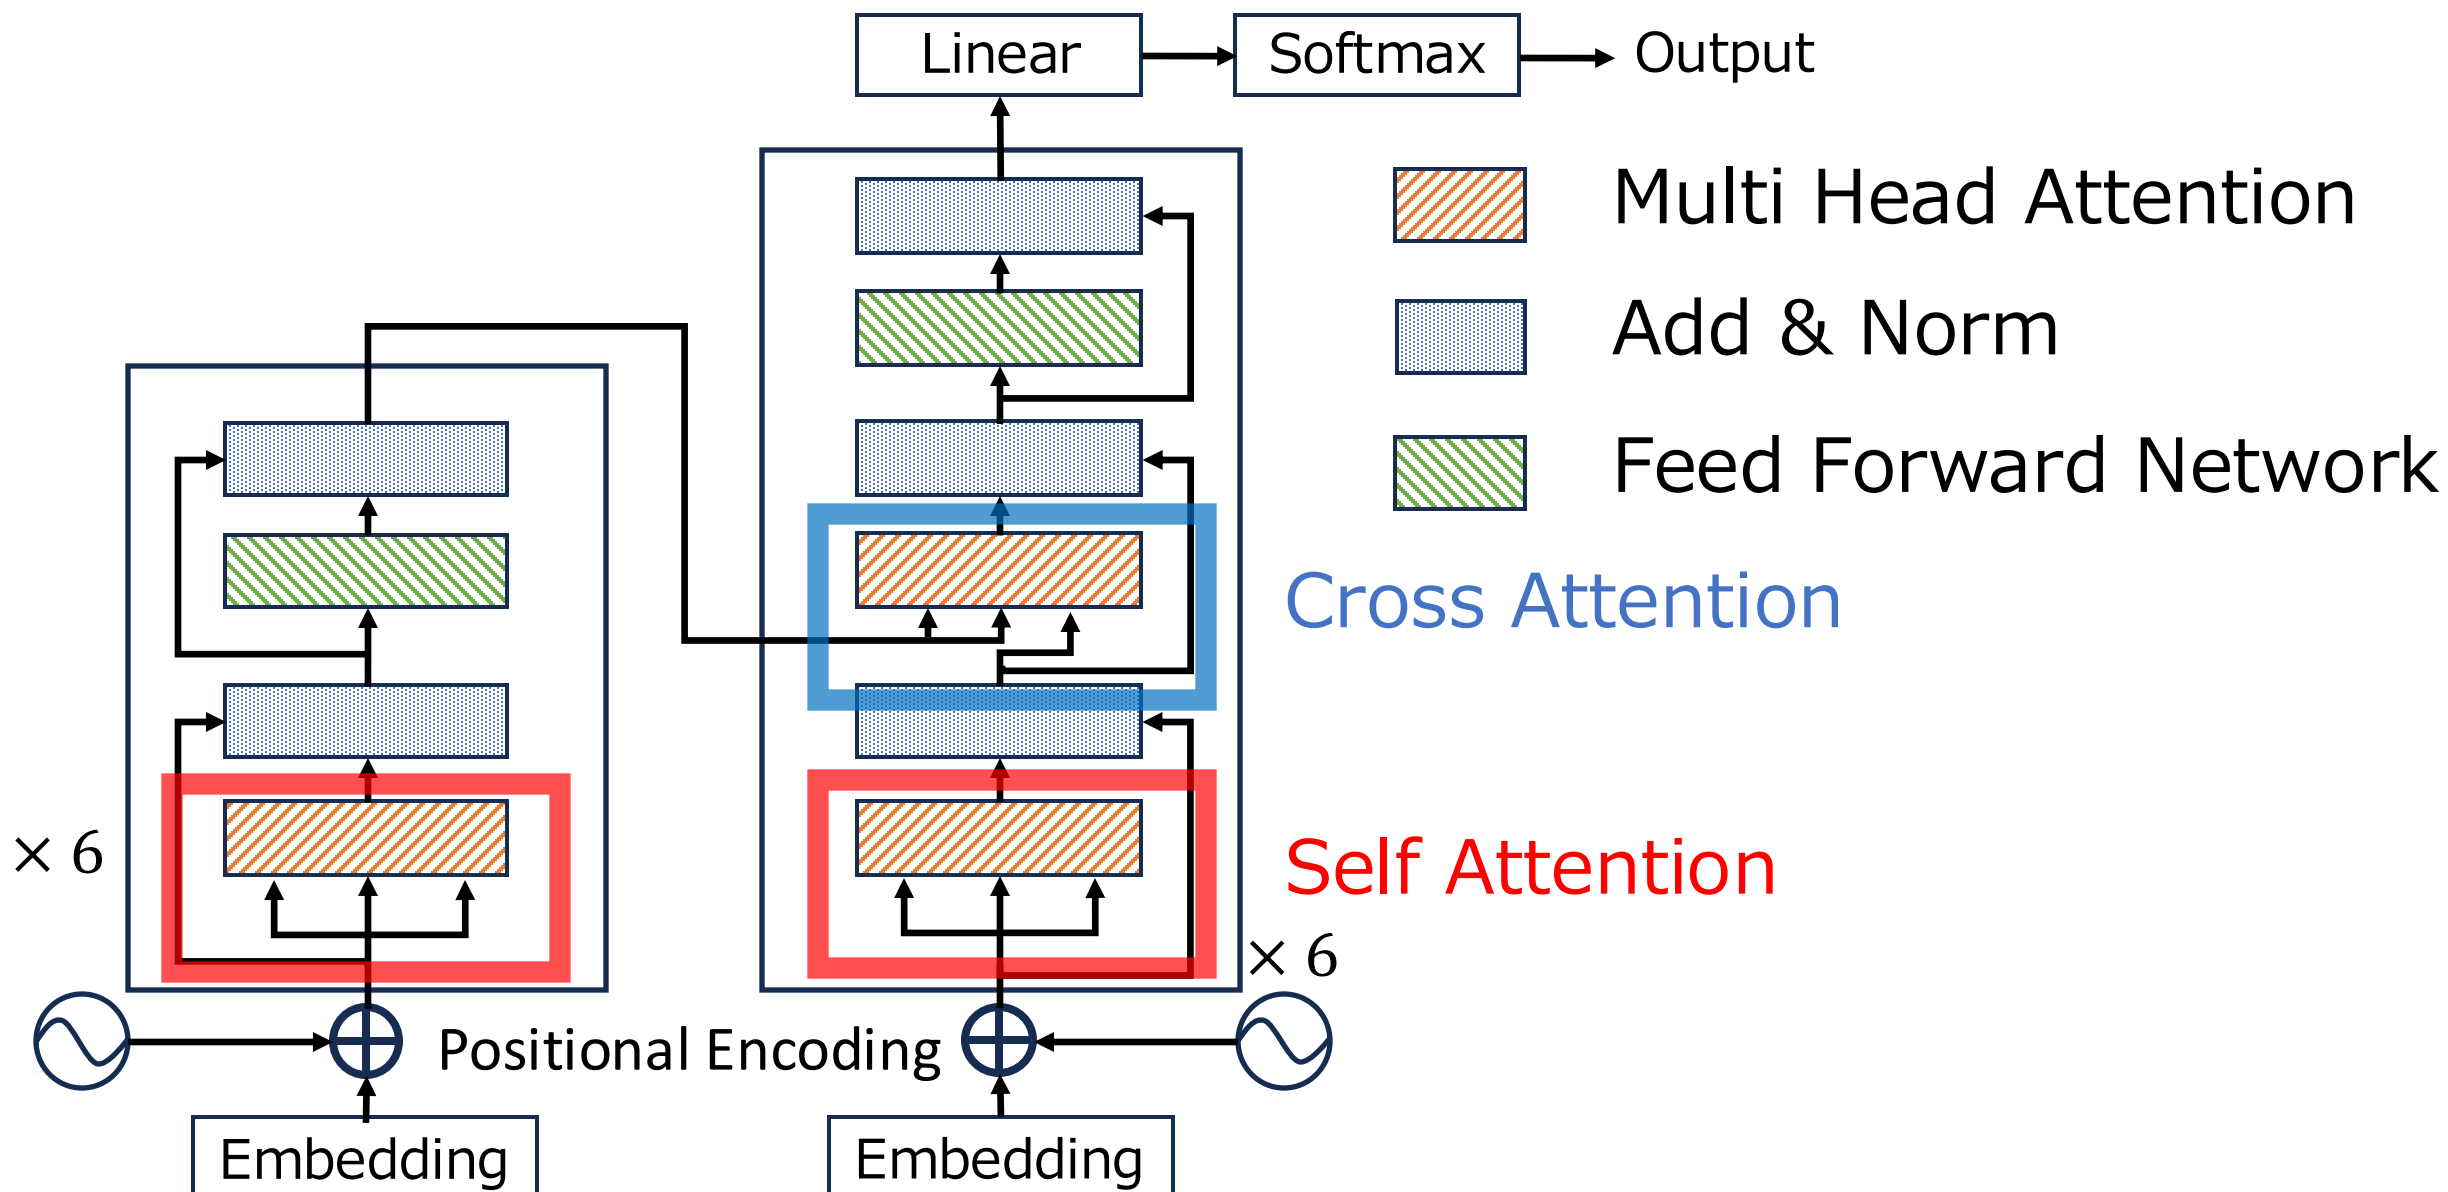 Linear
Softmax
Output
Multi Head Attention
Add & Norm
Feed Forward Network
Cross Attention
Self Attention
× 6
× 6
Positional Encoding
Embedding
Embedding